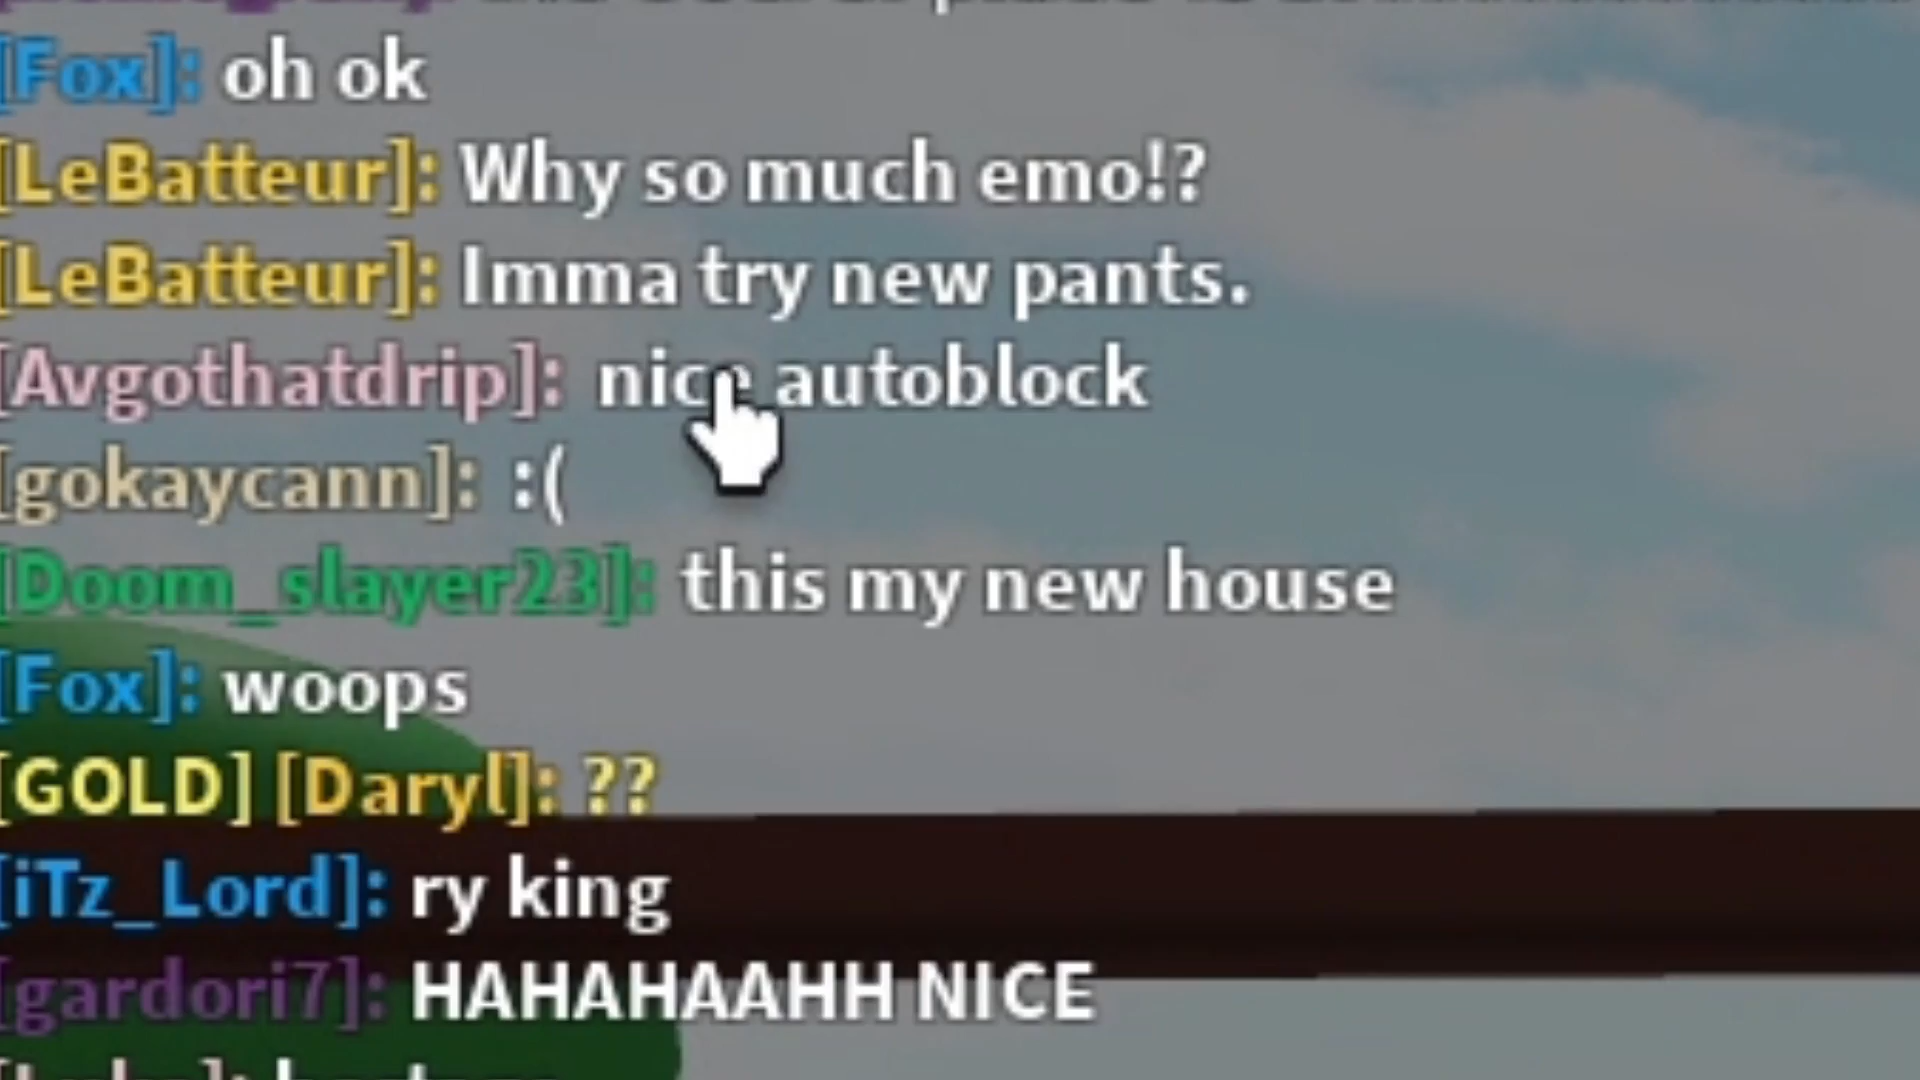 [Fox]: oh ok
[LeBatteur]: Why so much emo!?
[LeBatteur]: Imma try new pants.
[Avgothatdrip]: nice autoblock
[gokaycann]: :(
[Doom_slayer23]: this my new house
[Fox]: woops
[GOLD] [Daryl]: ??
[iTz_Lord]: ry king
[gardori7]: HAHAHAAHH NICE